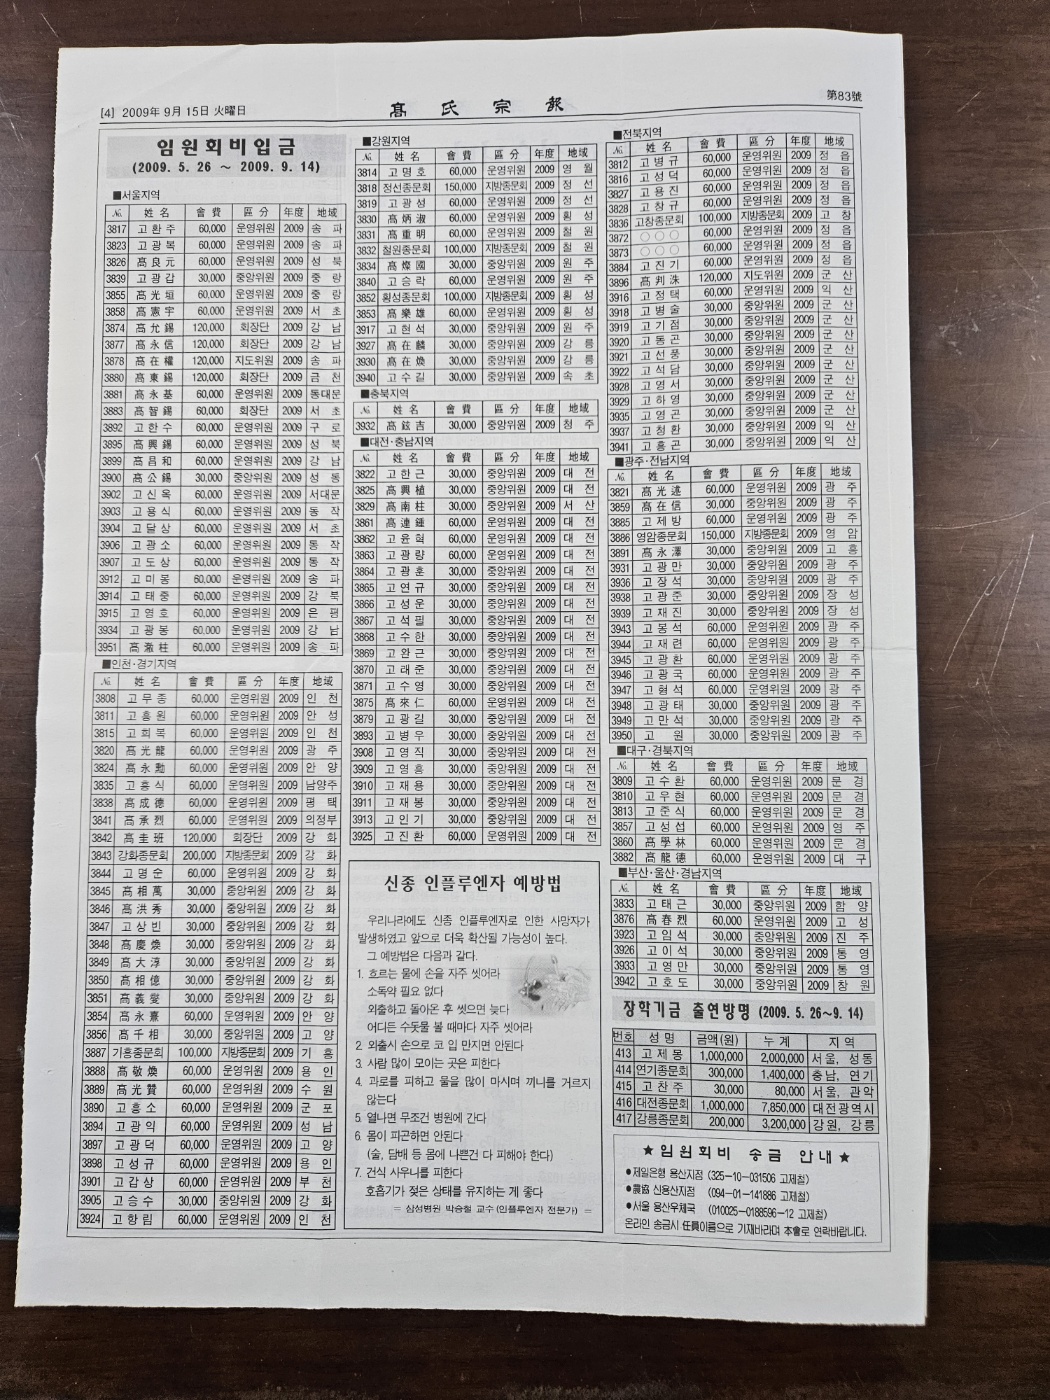 [4] 2009年 9月 15日 火曜日
髙氏宗報
第83號
임원회비입금
(2009. 5. 26 ~ 2009. 9. 14)
■서울지역
№ 姓名 會費 區分 年度 地域
3817 고환주 60,000 운영위원 2009 송파
3823 고광복 60,000 운영위원 2009 송파
3826 髙良元 60,000 운영위원 2009 성북
3839 고광갑 30,000 중앙위원 2009 중랑
3855 髙光垣 60,000 운영위원 2009 중랑
3858 髙憲宇 60,000 운영위원 2009 서초
3874 髙允錫 120,000 회장단 2009 강남
3877 髙永信 120,000 회장단 2009 강남
3878 髙在權 120,000 지도위원 2009 송파
3880 髙東錫 120,000 회장단 2009 금천
3881 髙永基 60,000 운영위원 2009 동대문
3883 髙智錫 60,000 회장단 2009 서초
3892 고한수 60,000 운영위원 2009 구로
3895 髙興錫 60,000 운영위원 2009 성북
3899 髙昌和 60,000 운영위원 2009 강남
3900 髙公錫 30,000 중앙위원 2009 성동
3902 고신옥 60,000 운영위원 2009 서대문
3903 고용식 60,000 운영위원 2009 동작
3904 고달상 60,000 운영위원 2009 서초
3906 고광소 60,000 운영위원 2009 동작
3907 고도상 60,000 운영위원 2009 동작
3912 고미봉 60,000 운영위원 2009 송파
3914 고태중 60,000 운영위원 2009 강북
3915 고영호 60,000 운영위원 2009 은평
3934 고광동 60,000 운영위원 2009 강남
3951 髙柱 60,000 운영위원 2009 송파
■인천·경기지역
№ 姓名 會費 區分 年度 地域
3808 고무종 60,000 운영위원 2009 인천
3811 고흥원 60,000 운영위원 2009 안성
3815 고희목 60,000 운영위원 2009 인천
3820 髙光龍 60,000 운영위원 2009 광주
3824 髙永勳 60,000 운영위원 2009 안양
3835 고흥식 60,000 운영위원 2009 남양주
3838 髙成德 60,000 운영위원 2009 평택
3841 髙承烈 60,000 운영위원 2009 의정부
3842 髙圭班 120,000 회장단 2009 강화
3843 강화종문회 200,000 지방종문회 2009 강화
3844 고명순 60,000 운영위원 2009 강화
3845 髙相萬 30,000 중앙위원 2009 강화
3846 髙洪秀 30,000 중앙위원 2009 강화
3847 고상빈 30,000 중앙위원 2009 강화
3848 髙慶煥 30,000 중앙위원 2009 강화
3849 髙大淳 30,000 중앙위원 2009 강화
3850 髙相億 30,000 중앙위원 2009 강화
3851 髙義愛 30,000 중앙위원 2009 강화
3854 髙永熹 60,000 운영위원 2009 안양
3856 髙千相 30,000 중앙위원 2009 고양
3887 기흥종문회 100,000 지방종문회 2009 기흥
3888 髙敬煥 60,000 운영위원 2009 용인
3889 髙光贊 60,000 운영위원 2009 수원
3890 고흥소 60,000 운영위원 2009 군포
3894 고광익 60,000 운영위원 2009 성남
3897 고광덕 60,000 운영위원 2009 고양
3898 고성규 60,000 운영위원 2009 용인
3901 고갑상 60,000 운영위원 2009 부천
3905 고승수 30,000 중앙위원 2009 강화
3924 고항림 60,000 운영위원 2009 인천
■강원지역
№ 姓名 會費 區分 年度 地域
3814 고명호 60,000 운영위원 2009 영월
3818 정선종문회 150,000 지방종문회 2009 정선
3819 고광성 60,000 운영위원 2009 정선
3830 髙炳淑 60,000 운영위원 2009 횡성
3831 髙重明 60,000 운영위원 2009 철원
3832 철원종문회 100,000 지방종문회 2009 철원
3834 髙燦國 30,000 중앙위원 2009 원주
3840 고승락 60,000 운영위원 2009 원주
3852 횡성종문회 100,000 지방종문회 2009 횡성
3853 髙樂雄 60,000 운영위원 2009 횡성
3917 고현석 30,000 중앙위원 2009 원주
3927 髙在麟 30,000 중앙위원 2009 강릉
3930 髙在煥 30,000 중앙위원 2009 강릉
3940 고수길 30,000 중앙위원 2009 속초
■충북지역
№ 姓名 會費 區分 年度 地域
3932 髙鉉吉 30,000 중앙위원 2009 청주
■대전·충남지역
№ 姓名 會費 區分 年度 地域
3822 고한근 30,000 중앙위원 2009 대전
3825 髙興植 30,000 중앙위원 2009 대전
3829 髙南柱 30,000 중앙위원 2009 서산
3861 髙連鍾 60,000 운영위원 2009 대전
3862 고윤혁 60,000 운영위원 2009 대전
3863 고광량 60,000 운영위원 2009 대전
3864 고광훈 30,000 중앙위원 2009 대전
3865 고연규 30,000 중앙위원 2009 대전
3866 고성운 30,000 중앙위원 2009 대전
3867 고석필 30,000 중앙위원 2009 대전
3868 고수한 30,000 중앙위원 2009 대전
3869 고완근 30,000 중앙위원 2009 대전
3870 고래준 30,000 중앙위원 2009 대전
3871 고수영 30,000 중앙위원 2009 대전
3875 髙來仁 60,000 운영위원 2009 대전
3879 고광길 30,000 중앙위원 2009 대전
3893 고병우 30,000 중앙위원 2009 대전
3908 고영직 30,000 중앙위원 2009 대전
3909 고영흥 30,000 중앙위원 2009 대전
3910 고재용 30,000 중앙위원 2009 대전
3911 고재봉 30,000 중앙위원 2009 대전
3913 고인기 30,000 중앙위원 2009 대전
3925 고진환 60,000 운영위원 2009 대전
신종 인플루엔자 예방법
우리나라에도 신종 인플루엔자로 인한 사망자가
발생하였고 앞으로 더욱 확산될 가능성이 높다.
그 예방법은 다음과 같다.
1. 흐르는 물에 손을 자주 씻어라
소독약 필요 없다
외출하고 돌아온 후 씻으면 늦다
어디든 수돗물 볼 때마다 자주 씻어라
2. 외출시 손으로 코 입 만지면 안된다
3. 사람 많이 모이는 곳은 피한다
4. 과로를 피하고 물을 많이 마시며 끼니를 거르지
않는다
5. 열나면 무조건 병원에 간다
6. 몸이 피곤하면 안된다
(술, 담배 등 몸에 나쁜건 다 피해야 한다)
7. 건식 사우나를 피한다
호흡기가 젖은 상태를 유지하는 게 좋다
= 삼성병원 박승철 교수 (인플루엔자 전문가) =
■전북지역
№ 姓名 會費 區分 年度 地域
3812 고병규 60,000 운영위원 2009 정읍
3816 고성덕 60,000 운영위원 2009 정읍
3827 고용진 60,000 운영위원 2009 정읍
3828 고창규 60,000 운영위원 2009 정읍
3836 고창종문회 100,000 지방종문회 2009 고창
3872 ○○○ 60,000 운영위원 2009 정읍
3873 ○○○ 60,000 운영위원 2009 정읍
3884 고진기 60,000 운영위원 2009 정읍
3896 髙判洙 120,000 지도위원 2009 군산
3916 고정택 60,000 운영위원 2009 익산
3918 고병술 30,000 중앙위원 2009 군산
3919 고기점 30,000 중앙위원 2009 군산
3920 고동곤 30,000 중앙위원 2009 군산
3921 고선풍 30,000 중앙위원 2009 군산
3922 고석담 30,000 중앙위원 2009 군산
3928 고영서 30,000 중앙위원 2009 군산
3929 고하영 30,000 중앙위원 2009 군산
3935 고영곤 30,000 중앙위원 2009 군산
3937 고청환 30,000 중앙위원 2009 익산
3941 고흥곤 30,000 중앙위원 2009 익산
■광주·전남지역
№ 姓名 會費 區分 年度 地域
3821 髙光達 60,000 운영위원 2009 광주
3859 髙在信 30,000 중앙위원 2009 광주
3885 고제방 60,000 운영위원 2009 광주
3886 영암종문회 150,000 지방종문회 2009 영암
3891 髙永澤 30,000 중앙위원 2009 고흥
3931 고광만 30,000 중앙위원 2009 광주
3936 고장석 30,000 중앙위원 2009 광주
3938 고광준 30,000 중앙위원 2009 장성
3939 고재진 30,000 중앙위원 2009 장성
3943 고봉석 30,000 중앙위원 2009 광주
3944 고재련 60,000 운영위원 2009 광주
3945 고광환 60,000 운영위원 2009 광주
3946 고광국 60,000 운영위원 2009 광주
3947 고형석 60,000 운영위원 2009 광주
3948 고광태 30,000 중앙위원 2009 광주
3949 고만석 30,000 중앙위원 2009 광주
3950 고원 30,000 중앙위원 2009 광주
■대구·경북지역
№ 姓名 會費 區分 年度 地域
3809 고수환 60,000 운영위원 2009 문경
3810 고우현 60,000 운영위원 2009 문경
3813 고준식 60,000 운영위원 2009 문경
3857 고성섭 60,000 운영위원 2009 영주
3860 髙學林 60,000 운영위원 2009 문경
3882 髙龍德 60,000 운영위원 2009 대구
■부산·울산·경남지역
№ 姓名 會費 區分 年度 地域
3833 고태근 30,000 중앙위원 2009 함양
3876 髙春烈 60,000 운영위원 2009 고성
3923 고임석 30,000 중앙위원 2009 진주
3926 고이석 30,000 중앙위원 2009 통영
3933 고영만 30,000 중앙위원 2009 통영
3942 고호도 30,000 중앙위원 2009 창원
장학기금 출연방명 (2009. 5. 26~9. 14)
번호 성명 금액(원) 누계 지역
413 고제몽 1,000,000 2,000,000 서울, 성동
414 연기종문회 300,000 1,400,000 충남, 연기
415 고찬주 30,000 80,000 서울, 관악
416 대전종문회 1,000,000 7,850,000 대전광역시
417 강릉종문회 200,000 3,200,000 강원, 강릉
★임원회비 송금 안내★
●제일은행 용산지점 (325-10-031506 고제철)
●農協 신용산지점 (094-01-141886 고제철)
●서울 용산우체국 (010025-0188596-12 고제철)
온라인 송금시 任員이름으로 기재바라며 本會로 연락바랍니다.